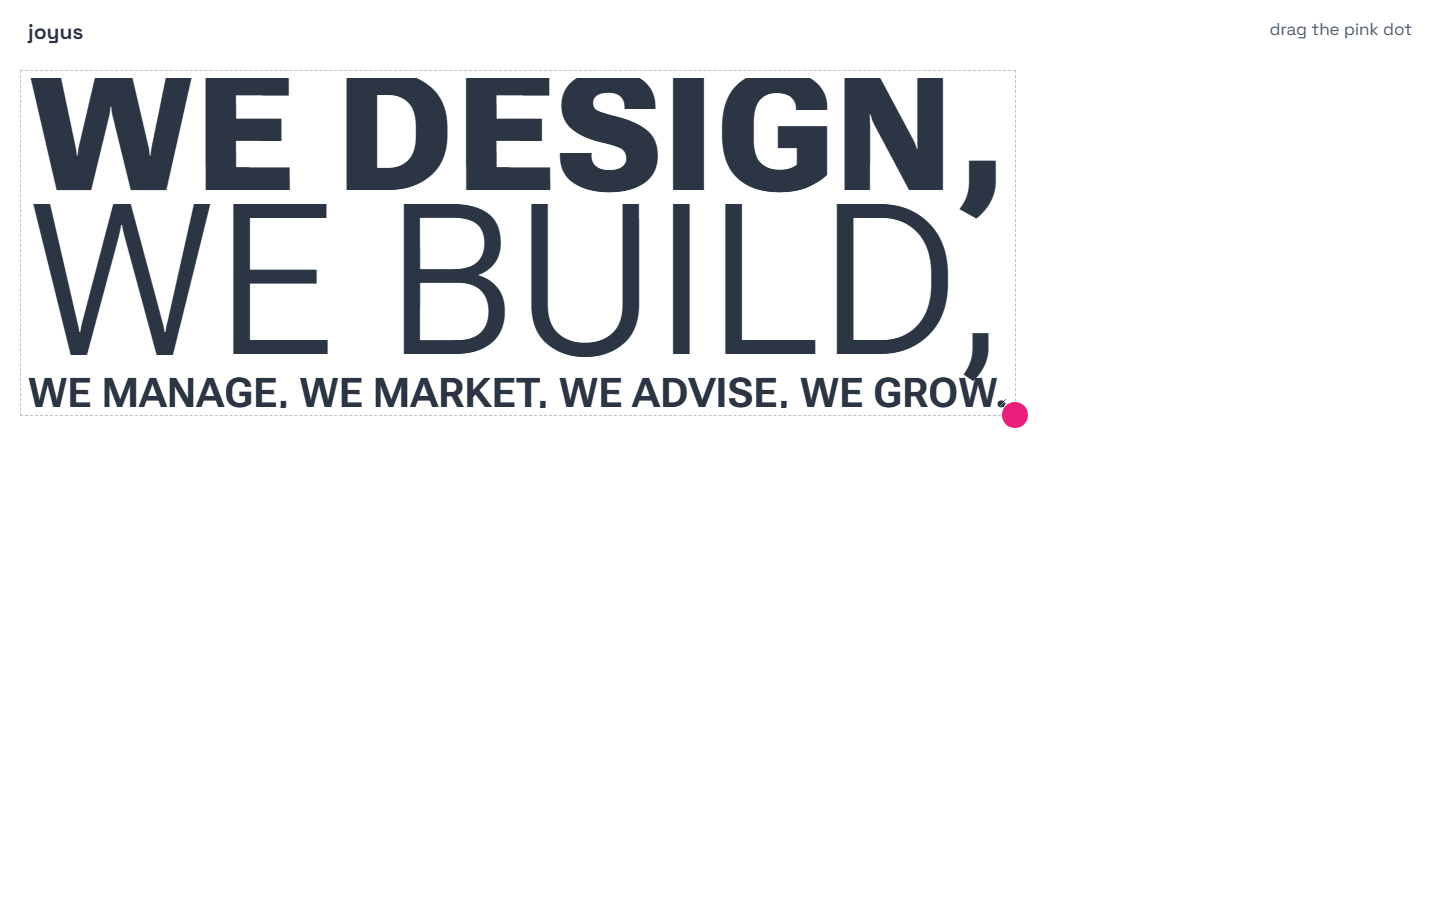 joyus
drag the pink dot
WE DESIGN,
WE BUILD,
WE MANAGE. WE MARKET. WE ADVISE. WE GROW.